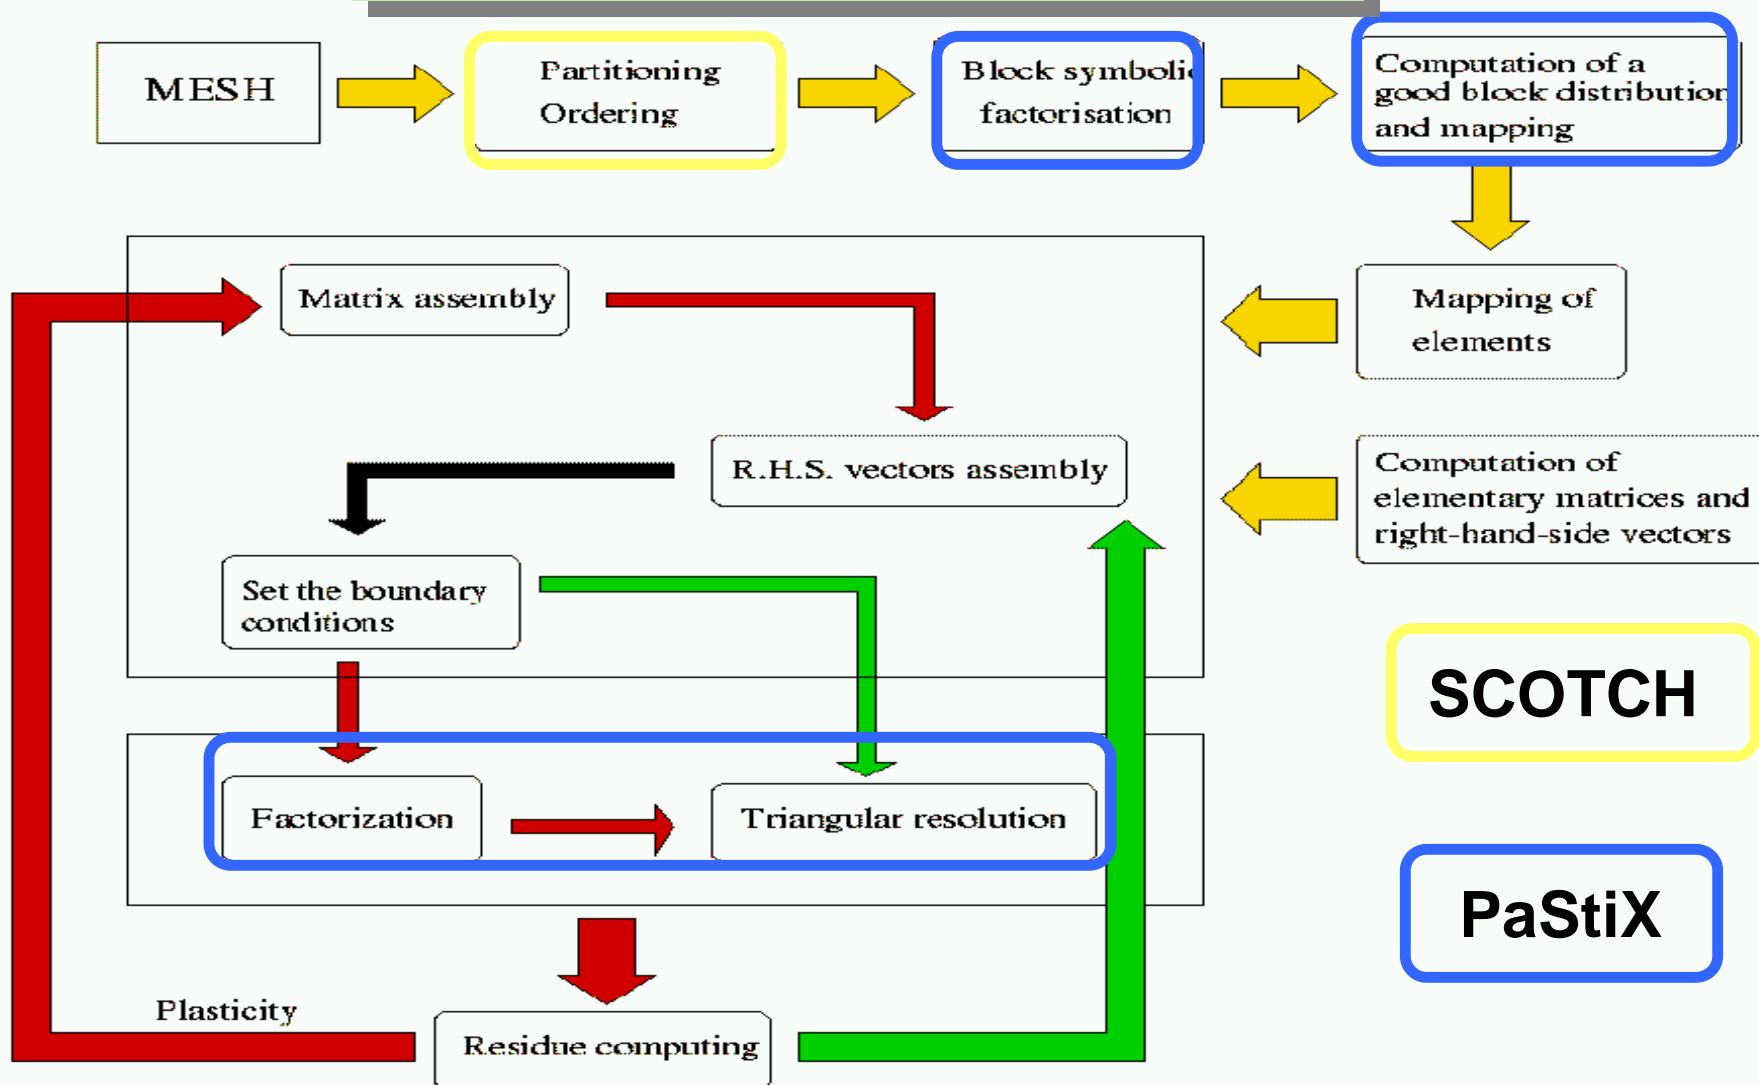 MESH
Partitioning
Ordering
Block symbolic
factorisation
Computation of a
good block distribution
and mapping
Matrix assembly
Mapping of
elements
R.H.S. vectors assembly
Computation of
elementary matrices and
right-hand-side vectors
Set the boundary
conditions
SCOTCH
Factorization
Triangular resolution
PaStiX
Plasticity
Residue computing